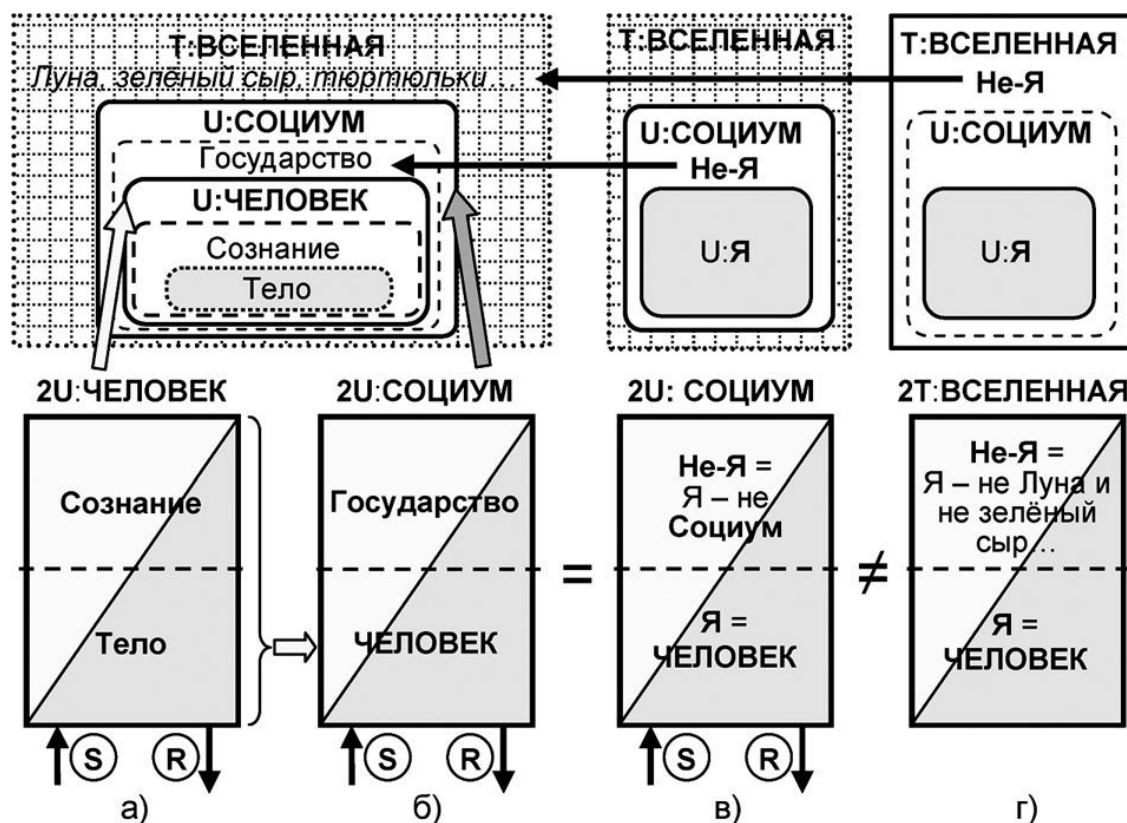 Т:ВСЕЛЕННАЯ
Луна, зелёный сыр, тюртюльки…
U:СОЦИУМ
Государство
U:ЧЕЛОВЕК
Сознание
Тело
Т:ВСЕЛЕННАЯ
U:СОЦИУМ
Не-Я
U:Я
Т:ВСЕЛЕННАЯ
Не-Я
U:СОЦИУМ
U:Я
2U:ЧЕЛОВЕК
Сознание
Тело
S R
а)
2U:СОЦИУМ
Государство
ЧЕЛОВЕК
S R
б)
=
2U: СОЦИУМ
Не-Я =
Я – не
Социум
Я =
ЧЕЛОВЕК
S R
в)
≠
2Т:ВСЕЛЕННАЯ
Не-Я =
Я – не Луна и
не зелёный
сыр…
Я =
ЧЕЛОВЕК
г)